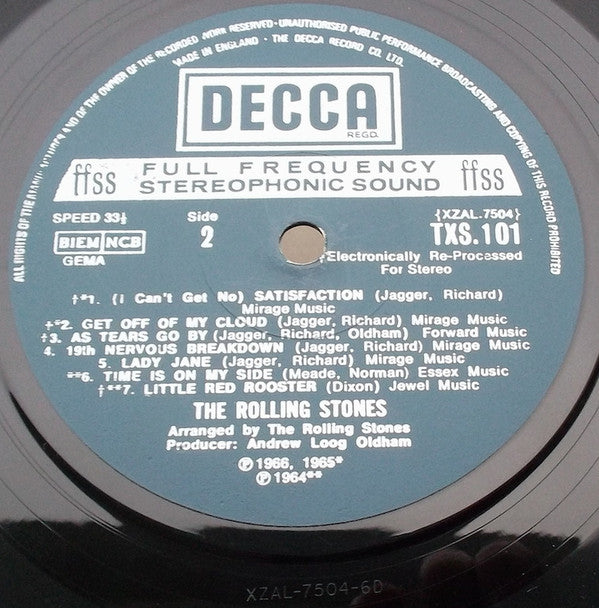 ALL RIGHTS OF THE MANUFACTURER AND OF THE OWNER OF THE RECORDED WORK RESERVED · UNAUTHORISED PUBLIC PERFORMANCE BROADCASTING AND COPYING OF THIS RECORD PROHIBITED
MADE IN ENGLAND · THE DECCA RECORD CO. LTD.
DECCA
REGD.
ffss FULL FREQUENCY ffss
STEREOPHONIC SOUND
SPEED 33⅓ Side {XZAL.7504}
BIEM NCB 2 TXS.101
GEMA
†Electronically Re-Processed
For Stereo
†*1. (I Can't Get No) SATISFACTION (Jagger, Richard)
Mirage Music
†*2. GET OFF OF MY CLOUD (Jagger, Richard) Mirage Music
†3. AS TEARS GO BY (Jagger, Richard, Oldham) Forward Music
4. 19th NERVOUS BREAKDOWN (Jagger, Richard) Mirage Music
5. LADY JANE (Jagger, Richard) Mirage Music
**6. TIME IS ON MY SIDE (Meade, Norman) Essex Music
†**7. LITTLE RED ROOSTER (Dixon) Jewel Music
THE ROLLING STONES
Arranged by The Rolling Stones
Producer: Andrew Loog Oldham
℗ 1966, 1965*
℗ 1964**
XZAL-7504-6D